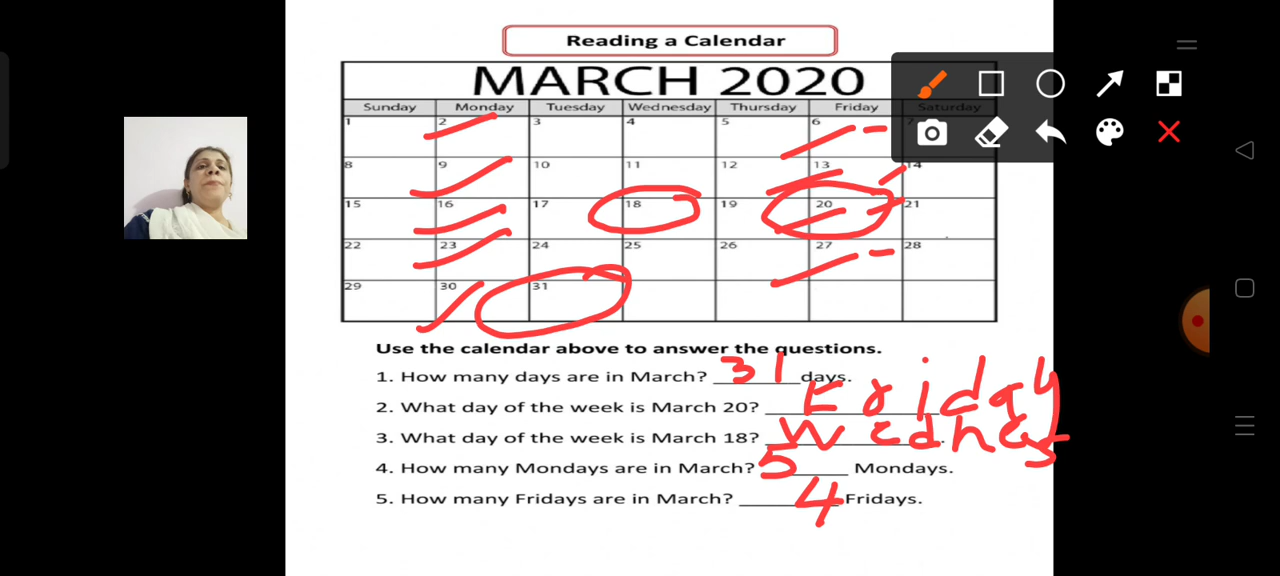 Reading a Calendar
MARCH 2020
Sunday Monday Tuesday Wednesday Thursday Friday Saturday
1 2 3 4 5 6 7
8 9 10 11 12 13 14
15 16 17 18 19 20 21
22 23 24 25 26 27 28
29 30 31
Use the calendar above to answer the questions.
1. How many days are in March? 31 days.
2. What day of the week is March 20? Friday
3. What day of the week is March 18? Wednes
4. How many Mondays are in March? 5 Mondays.
5. How many Fridays are in March? 4 Fridays.